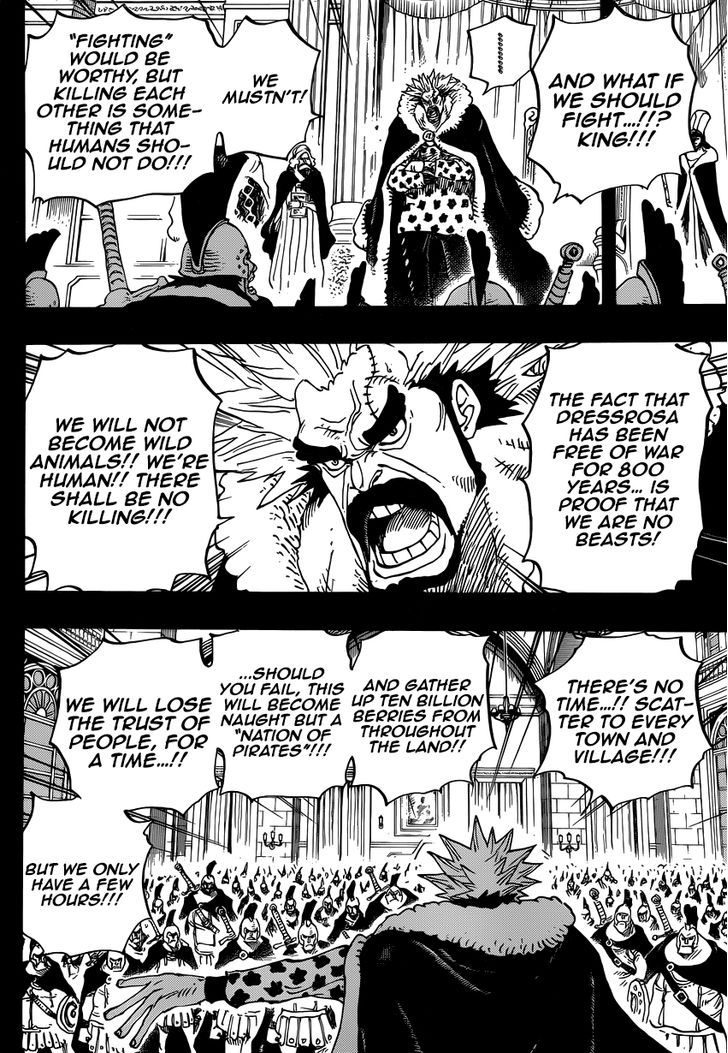 AND WHAT IF
WE SHOULD
FIGHT...!!?
KING!!!
WE
MUSTN'T!
"FIGHTING"
WOULD BE
WORTHY, BUT
KILLING EACH
OTHER IS SOME-
THING THAT
HUMANS SHO-
ULD NOT DO!!!
THE FACT THAT
DRESSROSA
HAS BEEN
FREE OF WAR
FOR 800
YEARS... IS
PROOF THAT
WE ARE NO
BEASTS!
WE WILL NOT
BECOME WILD
ANIMALS!! WE'RE
HUMAN!! THERE
SHALL BE NO
KILLING!!!
THERE'S NO
TIME...!! SCAT-
TER TO EVERY
TOWN AND
VILLAGE!!!
AND GATHER
UP TEN BILLION
BERRIES FROM
THROUGHOUT
THE LAND!!
...SHOULD
YOU FAIL, THIS
WILL BECOME
NAUGHT BUT A
"NATION OF
PIRATES"!!!
WE WILL LOSE
THE TRUST OF
PEOPLE, FOR
A TIME...!!
BUT WE ONLY
HAVE A FEW
HOURS!!!